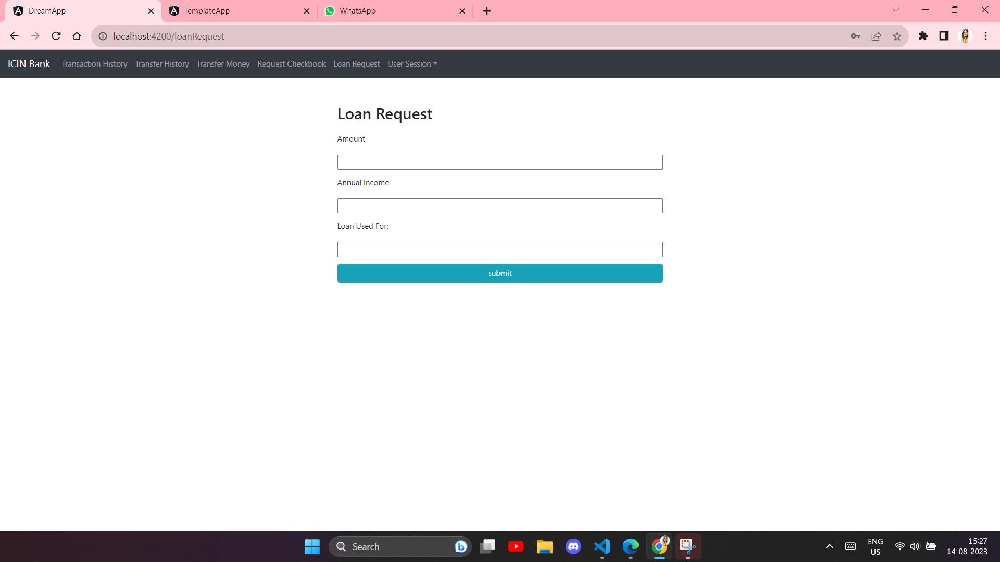 DreamApp TemplateApp WhatsApp
localhost:4200/loanRequest
ICIN Bank Transaction History Transfer History Transfer Money Request Checkbook Loan Request User Session
Loan Request
Amount
Annual Income
Loan Used For:
submit
Search
ENG
US
15:27
14-08-2023